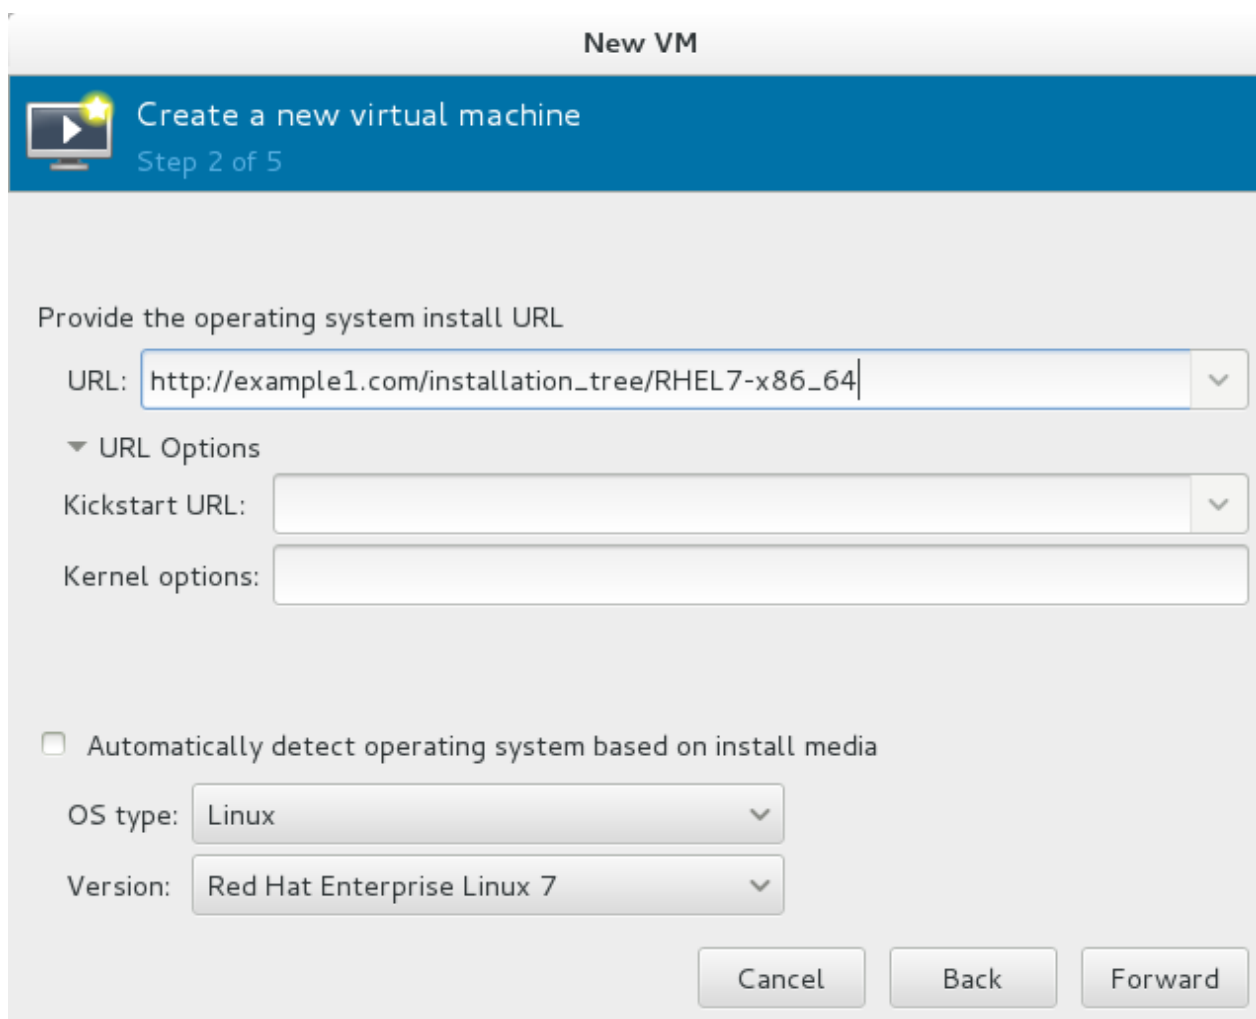 New VM
Create a new virtual machine
Step 2 of 5
Provide the operating system install URL
URL: http://example1.com/installation_tree/RHEL7-x86_64
URL Options
Kickstart URL:
Kernel options:
Automatically detect operating system based on install media
OS type: Linux
Version: Red Hat Enterprise Linux 7
Cancel Back Forward